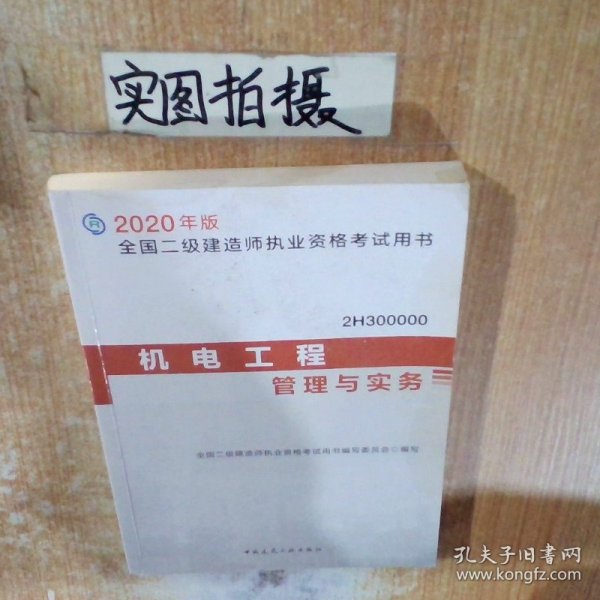 实图拍摄
2020年版
全国二级建造师执业资格考试用书
2H300000
机电工程
管理与实务
全国二级建造师执业资格考试用书编写委员会◎编写
中国建筑工业出版社
孔夫子旧书网
www.kongfz.com